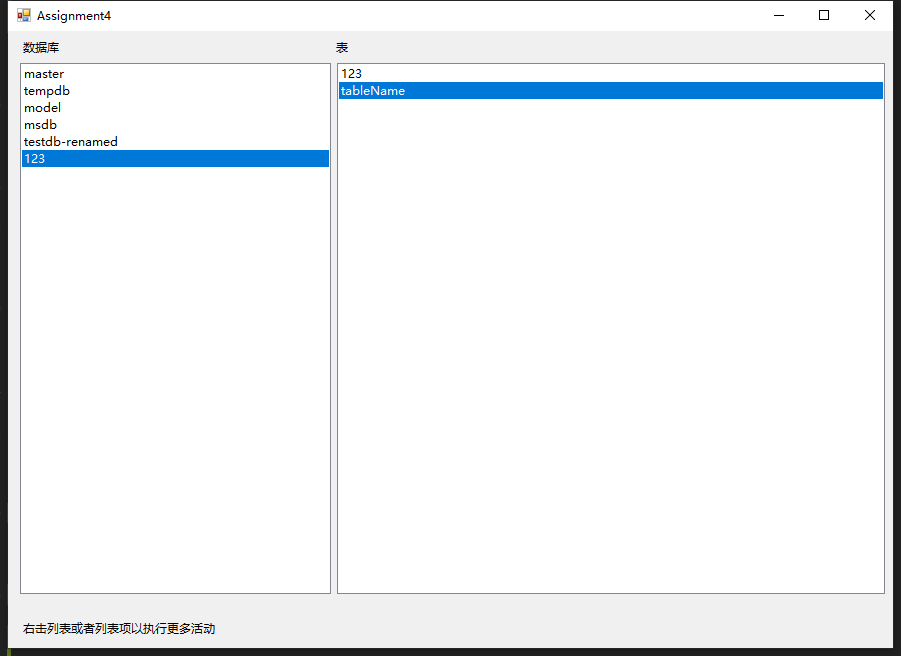 Assignment4
数据库
表
master
tempdb
model
msdb
testdb-renamed
123
123
tableName
右击列表或者列表项以执行更多活动